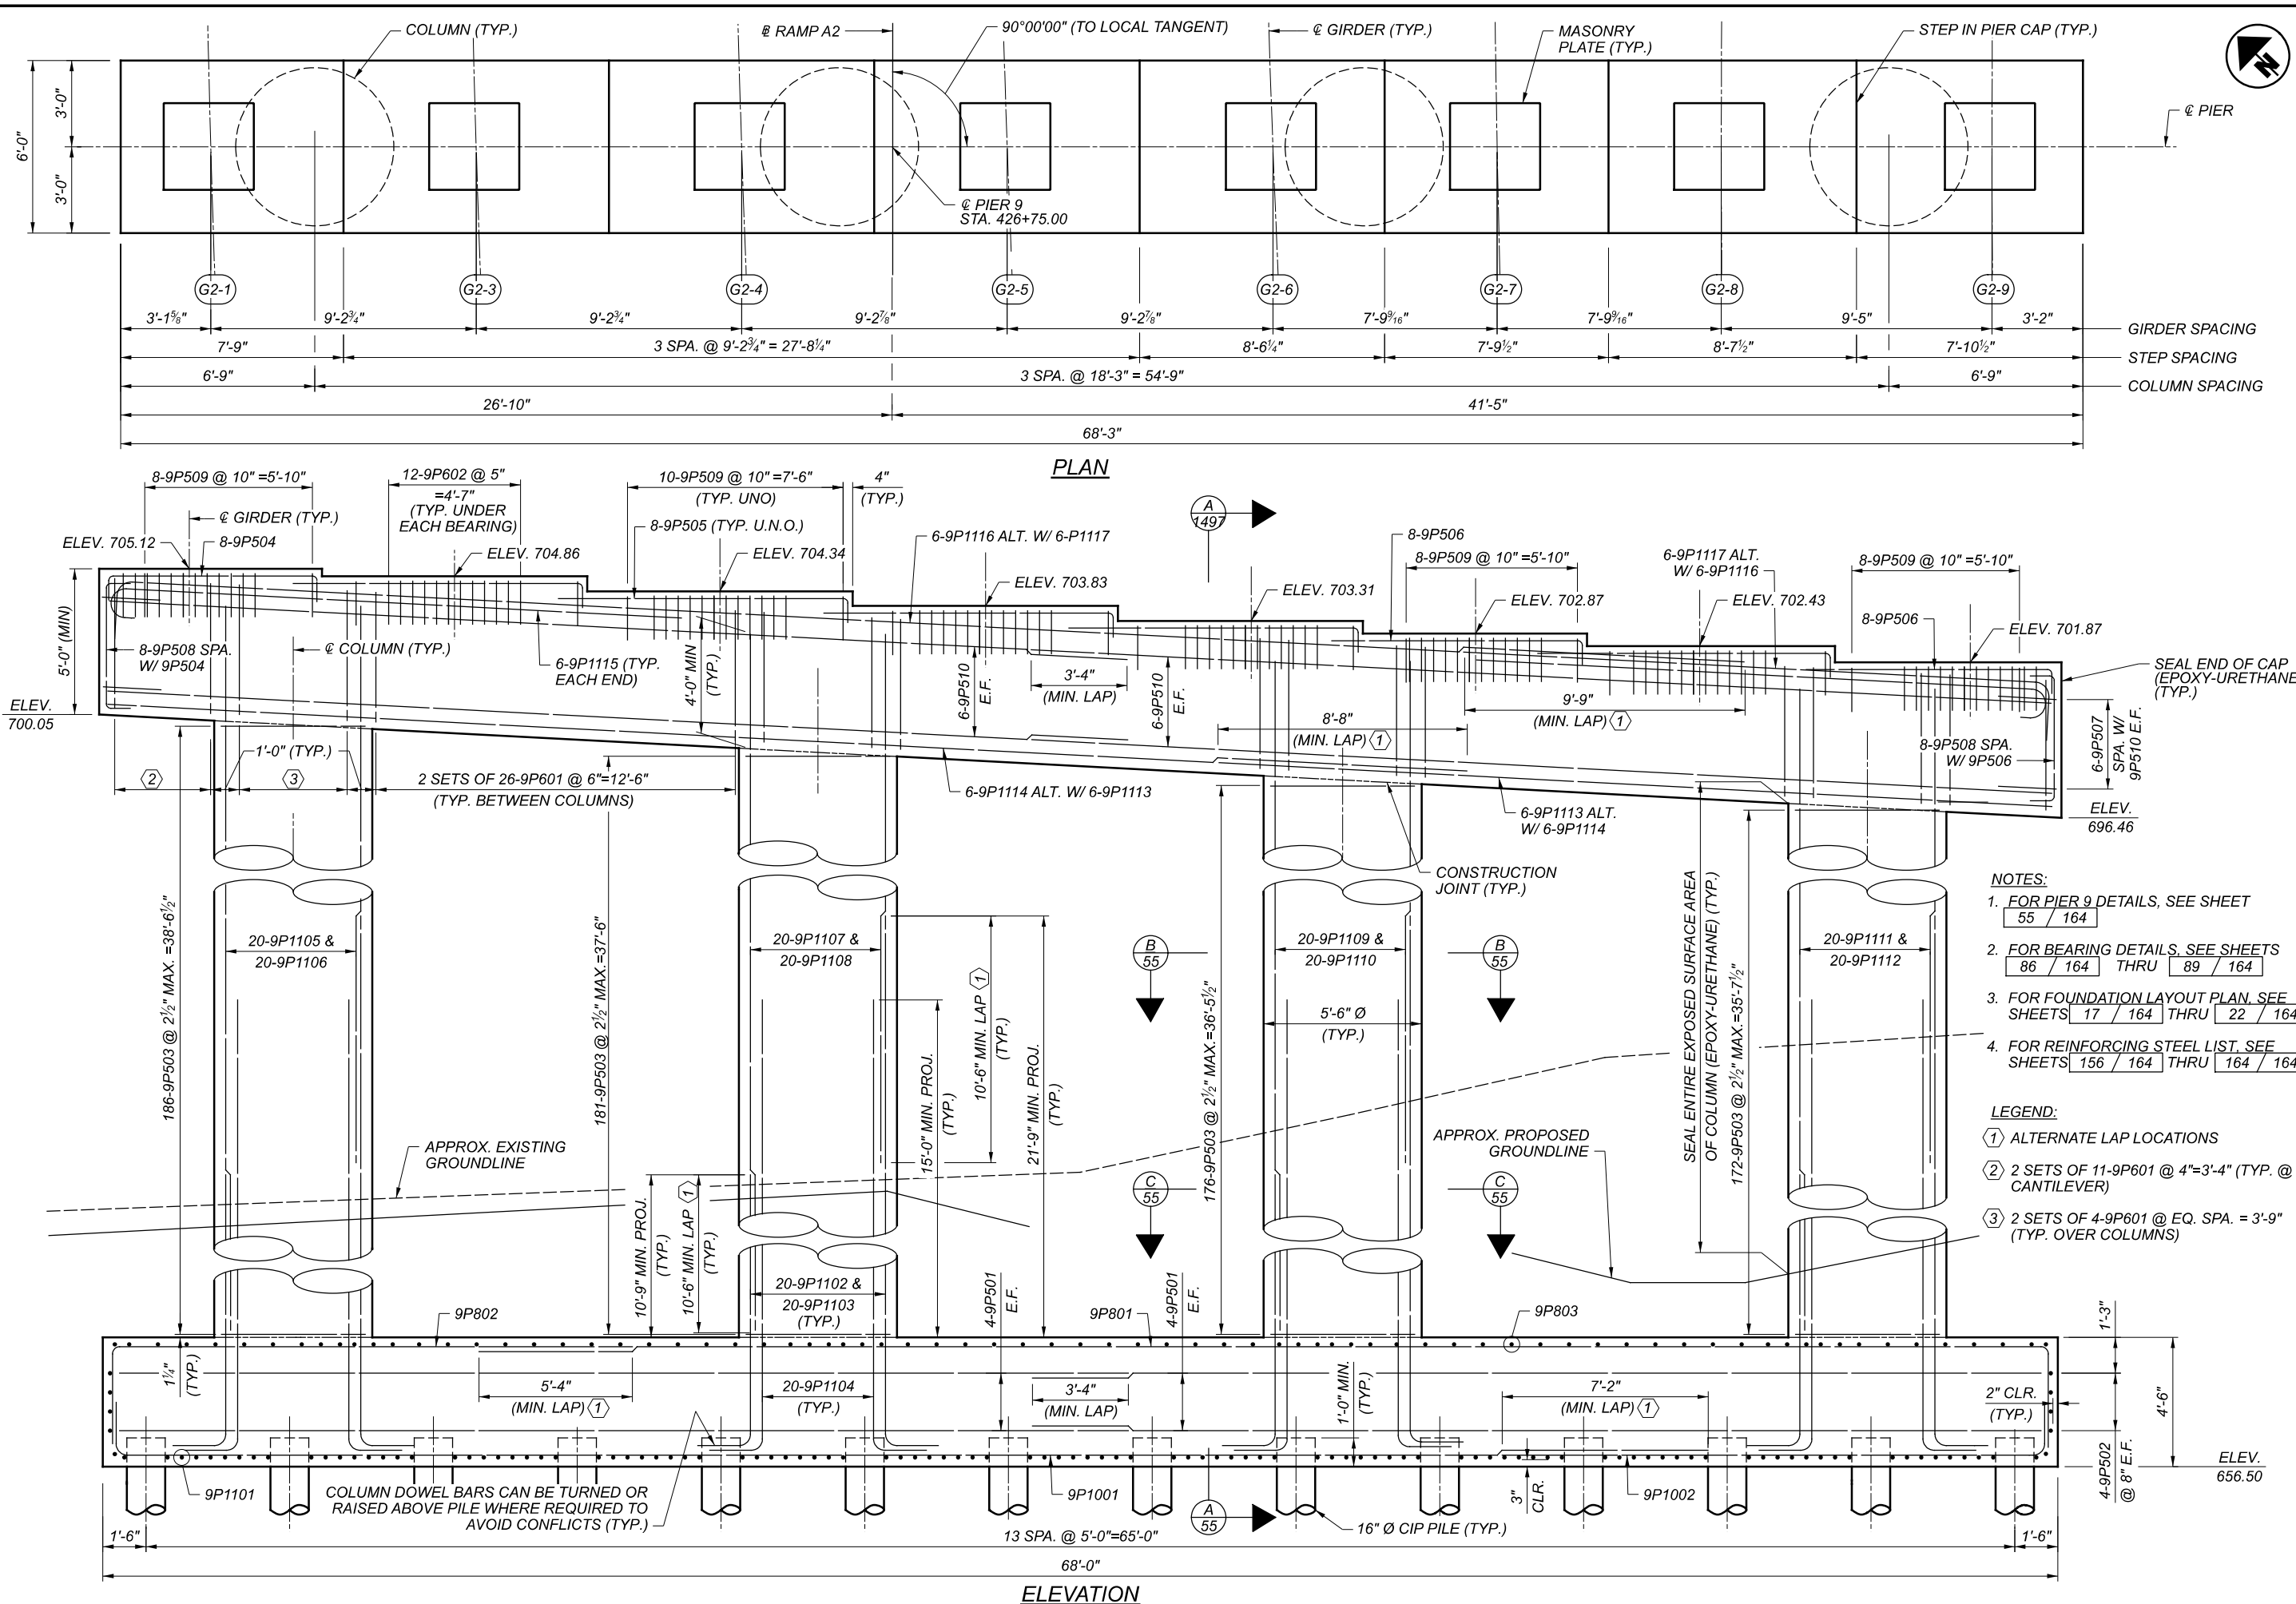 COLUMN (TYP.)
℄ RAMP A2
90°00'00" (TO LOCAL TANGENT)
℄ GIRDER (TYP.)
MASONRY
PLATE (TYP.)
STEP IN PIER CAP (TYP.)
N
℄ PIER
6'-0"
3'-0"
3'-0"
℄ PIER 9
STA. 426+75.00
G2-1
G2-3
G2-4
G2-5
G2-6
G2-7
G2-8
G2-9
3'-1⅝"
9'-2¾"
9'-2¾"
9'-2⅞"
9'-2⅞"
7'-9⁹⁄₁₆"
7'-9⁹⁄₁₆"
9'-5"
3'-2"
GIRDER SPACING
7'-9"
3 SPA. @ 9'-2¾" = 27'-8¼"
8'-6¼"
7'-9½"
8'-7½"
7'-10½"
STEP SPACING
6'-9"
3 SPA. @ 18'-3" = 54'-9"
6'-9"
COLUMN SPACING
26'-10"
41'-5"
68'-3"
PLAN
8-9P509 @ 10" =5'-10"
12-9P602 @ 5"
=4'-7"
(TYP. UNDER
EACH BEARING)
10-9P509 @ 10" =7'-6"
(TYP. UNO)
4"
(TYP.)
A
1497
℄ GIRDER (TYP.)
8-9P505 (TYP. U.N.O.)
6-9P1116 ALT. W/ 6-P1117
8-9P506
8-9P509 @ 10" =5'-10"
6-9P1117 ALT.
W/ 6-9P1116
8-9P509 @ 10" =5'-10"
ELEV. 705.12
8-9P504
ELEV. 704.86
ELEV. 704.34
ELEV. 703.83
ELEV. 703.31
ELEV. 702.87
ELEV. 702.43
8-9P506
ELEV. 701.87
5'-0" (MIN)
8-9P508 SPA.
W/ 9P504
℄ COLUMN (TYP.)
6-9P1115 (TYP.
EACH END)
4'-0" MIN
(TYP.)
6-9P510
E.F.
3'-4"
(MIN. LAP)
6-9P510
E.F.
8'-8"
(MIN. LAP) 1
9'-9"
(MIN. LAP) 1
SEAL END OF CAP
(EPOXY-URETHANE
(TYP.)
ELEV.
700.05
8-9P508 SPA.
W/ 9P506
6-9P507
SPA. W/
9P510 E.F.
1'-0" (TYP.)
2
3
2 SETS OF 26-9P601 @ 6"=12'-6"
(TYP. BETWEEN COLUMNS)
6-9P1114 ALT. W/ 6-9P1113
6-9P1113 ALT.
W/ 6-9P1114
ELEV.
696.46
CONSTRUCTION
JOINT (TYP.)
186-9P503 @ 2½" MAX. =38'-6½"
181-9P503 @ 2½" MAX.=37'-6"
176-9P503 @ 2½" MAX.=36'-5½"
172-9P503 @ 2½" MAX.=35'-7½"
SEAL ENTIRE EXPOSED SURFACE AREA
OF COLUMN (EPOXY-URETHANE) (TYP.)
20-9P1105 &
20-9P1106
20-9P1107 &
20-9P1108
20-9P1109 &
20-9P1110
20-9P1111 &
20-9P1112
B
55
B
55
5'-6" Ø
(TYP.)
10'-6" MIN. LAP 1
(TYP.)
15'-0" MIN. PROJ.
(TYP.)
21'-9" MIN. PROJ.
(TYP.)
NOTES:
1. FOR PIER 9 DETAILS, SEE SHEET
55 / 164
2. FOR BEARING DETAILS, SEE SHEETS
86 / 164 THRU 89 / 164
3. FOR FOUNDATION LAYOUT PLAN, SEE
SHEETS 17 / 164 THRU 22 / 164
4. FOR REINFORCING STEEL LIST, SEE
SHEETS 156 / 164 THRU 164 / 164
LEGEND:
1 ALTERNATE LAP LOCATIONS
2 2 SETS OF 11-9P601 @ 4"=3'-4" (TYP. @
CANTILEVER)
3 2 SETS OF 4-9P601 @ EQ. SPA. = 3'-9"
(TYP. OVER COLUMNS)
APPROX. EXISTING
GROUNDLINE
APPROX. PROPOSED
GROUNDLINE
C
55
C
55
10'-9" MIN. PROJ.
(TYP.)
10'-6" MIN. LAP 1
(TYP.)
20-9P1102 &
20-9P1103
(TYP.)
4-9P501
E.F.
9P801
4-9P501
E.F.
9P802
9P803
1'-3"
1¼"
(TYP.)
5'-4"
(MIN. LAP) 1
20-9P1104
(TYP.)
3'-4"
(MIN. LAP)
1'-0" MIN.
(TYP.)
7'-2"
(MIN. LAP) 1
2" CLR.
(TYP.)
4'-6"
4-9P502
@ 8" E.F.
ELEV.
656.50
9P1101
COLUMN DOWEL BARS CAN BE TURNED OR
RAISED ABOVE PILE WHERE REQUIRED TO
AVOID CONFLICTS (TYP.)
9P1001
A
55
3"
CLR.
9P1002
16" Ø CIP PILE (TYP.)
1'-6"
13 SPA. @ 5'-0"=65'-0"
1'-6"
68'-0"
ELEVATION